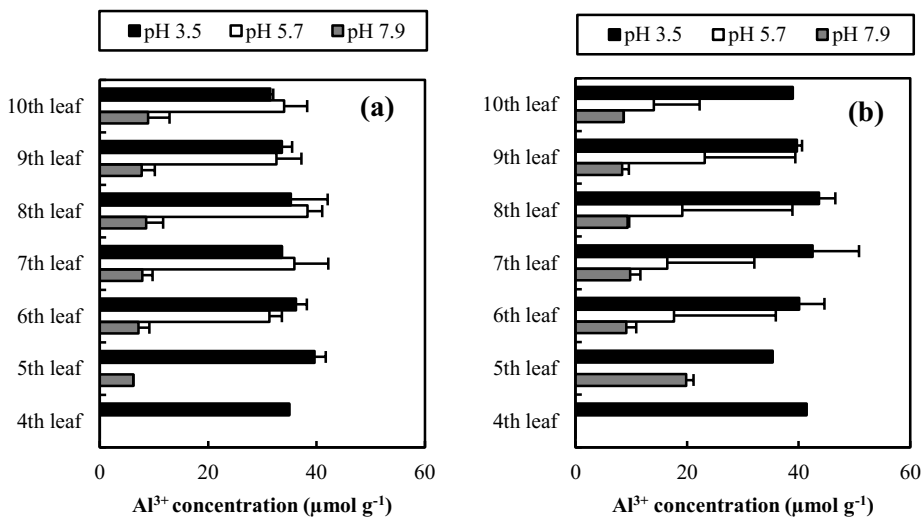 pH 3.5 pH 5.7 pH 7.9
(a)
10th leaf
9th leaf
8th leaf
7th leaf
6th leaf
5th leaf
4th leaf
0 20 40 60
Al³⁺ concentration (μmol g⁻¹)
pH 3.5 pH 5.7 pH 7.9
(b)
10th leaf
9th leaf
8th leaf
7th leaf
6th leaf
5th leaf
4th leaf
0 20 40 60
Al³⁺ concentration (μmol g⁻¹)